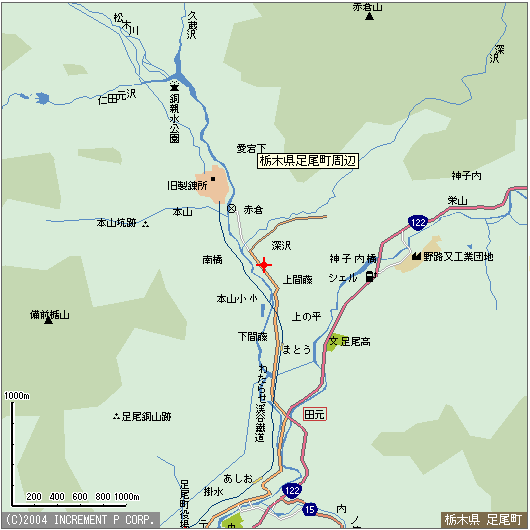 赤倉山
松木川
久蔵沢
深沢
仁田元沢
銅親水公園
愛宕下
栃木県足尾町周辺
神子内
旧製錬所
栄山
本山
赤倉
122
本山坑跡
深沢
南橋
神子内橋
野路又工業団地
シェル
上間藤
本山小
備前楯山
上の平
下間藤
まとう
文 足尾高
わたらせ渓谷鐵道
1000m
足尾銅山跡
田元
あしお
掛水
足尾町役場
122
15
内ノ
200 400 600 800 1000m
(C)2004 INCREMENT P CORP.
栃木県 足尾町